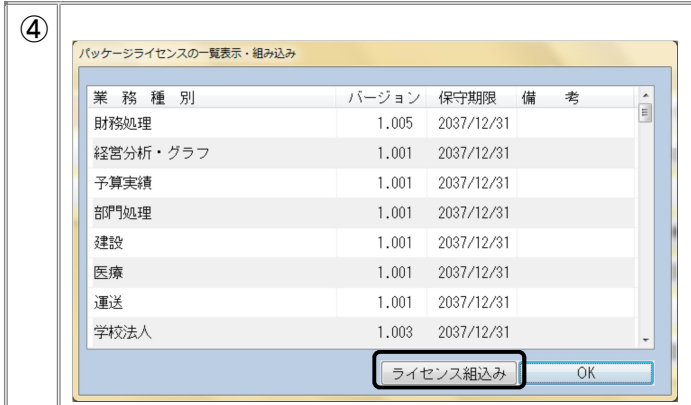 ④
パッケージライセンスの一覧表示・組み込み
業 務 種 別 バージョン 保守期限 備 考
財務処理 1.005 2037/12/31
経営分析・グラフ 1.001 2037/12/31
予算実績 1.001 2037/12/31
部門処理 1.001 2037/12/31
建設 1.001 2037/12/31
医療 1.001 2037/12/31
運送 1.001 2037/12/31
学校法人 1.003 2037/12/31
ライセンス組込み OK